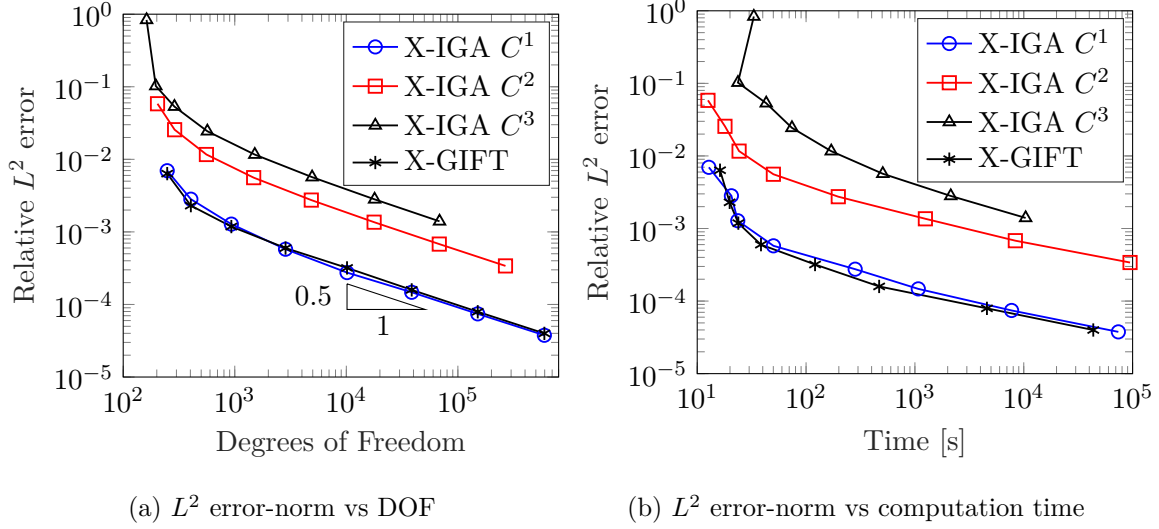 10^0
10^{-1}
10^{-2}
10^{-3}
10^{-4}
10^{-5}
Relative L^2 error
X-IGA C^1
X-IGA C^2
X-IGA C^3
X-GIFT
0.5
1
10^2 10^3 10^4 10^5
Degrees of Freedom
(a) L^2 error-norm vs DOF
10^0
10^{-1}
10^{-2}
10^{-3}
10^{-4}
10^{-5}
Relative L^2 error
X-IGA C^1
X-IGA C^2
X-IGA C^3
X-GIFT
10^1 10^2 10^3 10^4 10^5
Time [s]
(b) L^2 error-norm vs computation time